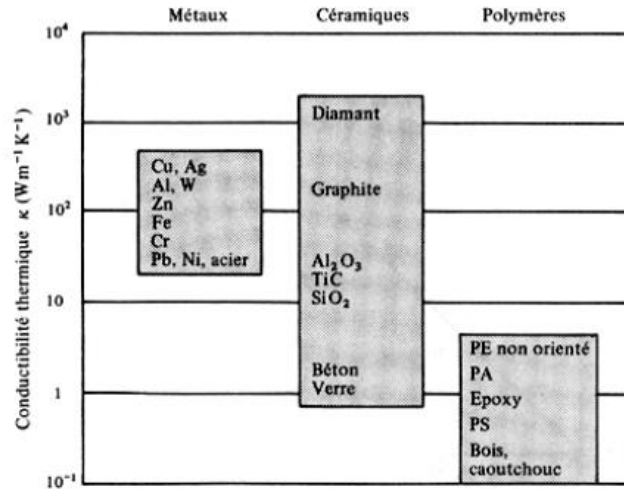 Métaux Céramiques Polymères
Conductibilité thermique κ (Wm⁻¹ K⁻¹)
10⁴
10³
10²
10
1
10⁻¹
Cu, Ag
Al, W
Zn
Fe
Cr
Pb, Ni, acier
Diamant
Graphite
Al₂O₃
TiC
SiO₂
Béton
Verre
PE non orienté
PA
Epoxy
PS
Bois,
caoutchouc